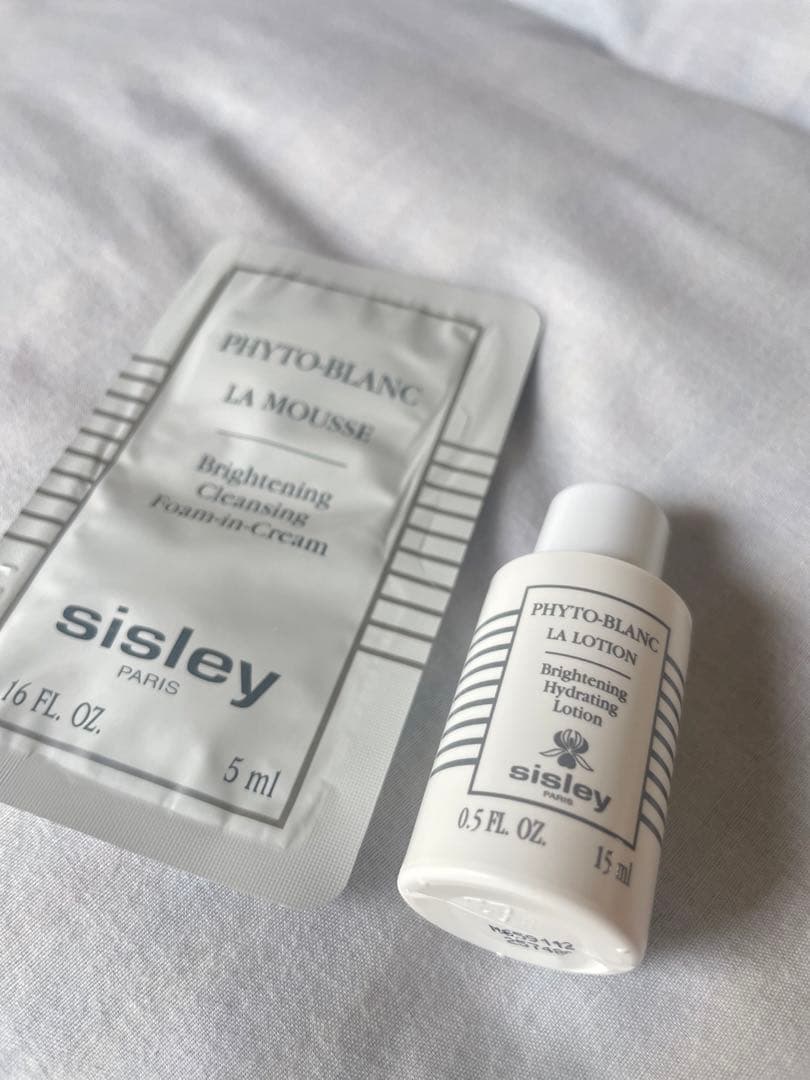 PHYTO-BLANC
LA MOUSSE
Brightening
Cleansing
Foam-in-Cream
sisley
PARIS
16 FL. OZ.
5 ml
PHYTO-BLANC
LA LOTION
Brightening
Hydrating
Lotion
sisley
PARIS
0.5 FL. OZ.
15 ml